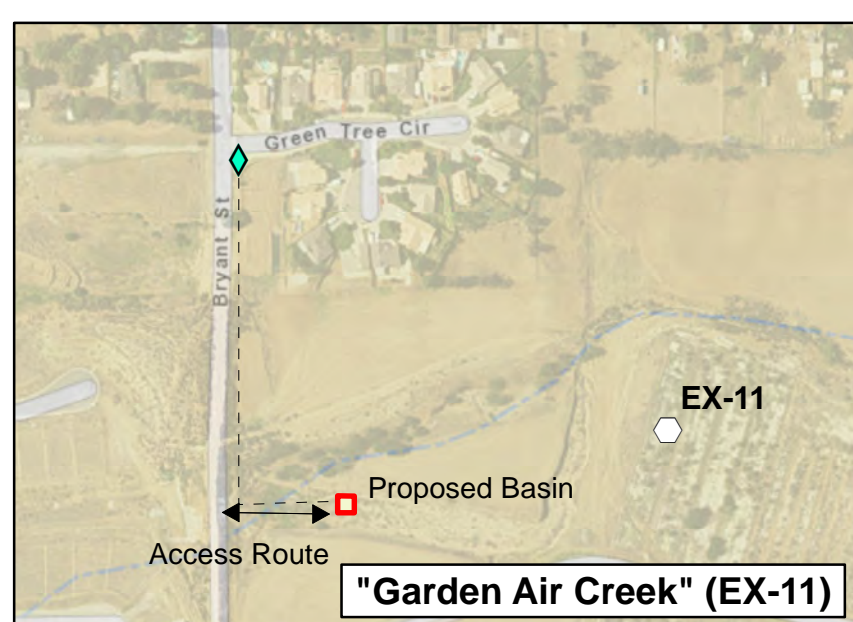 Green Tree Cir
Bryant St
EX-11
Proposed Basin
Access Route
"Garden Air Creek" (EX-11)